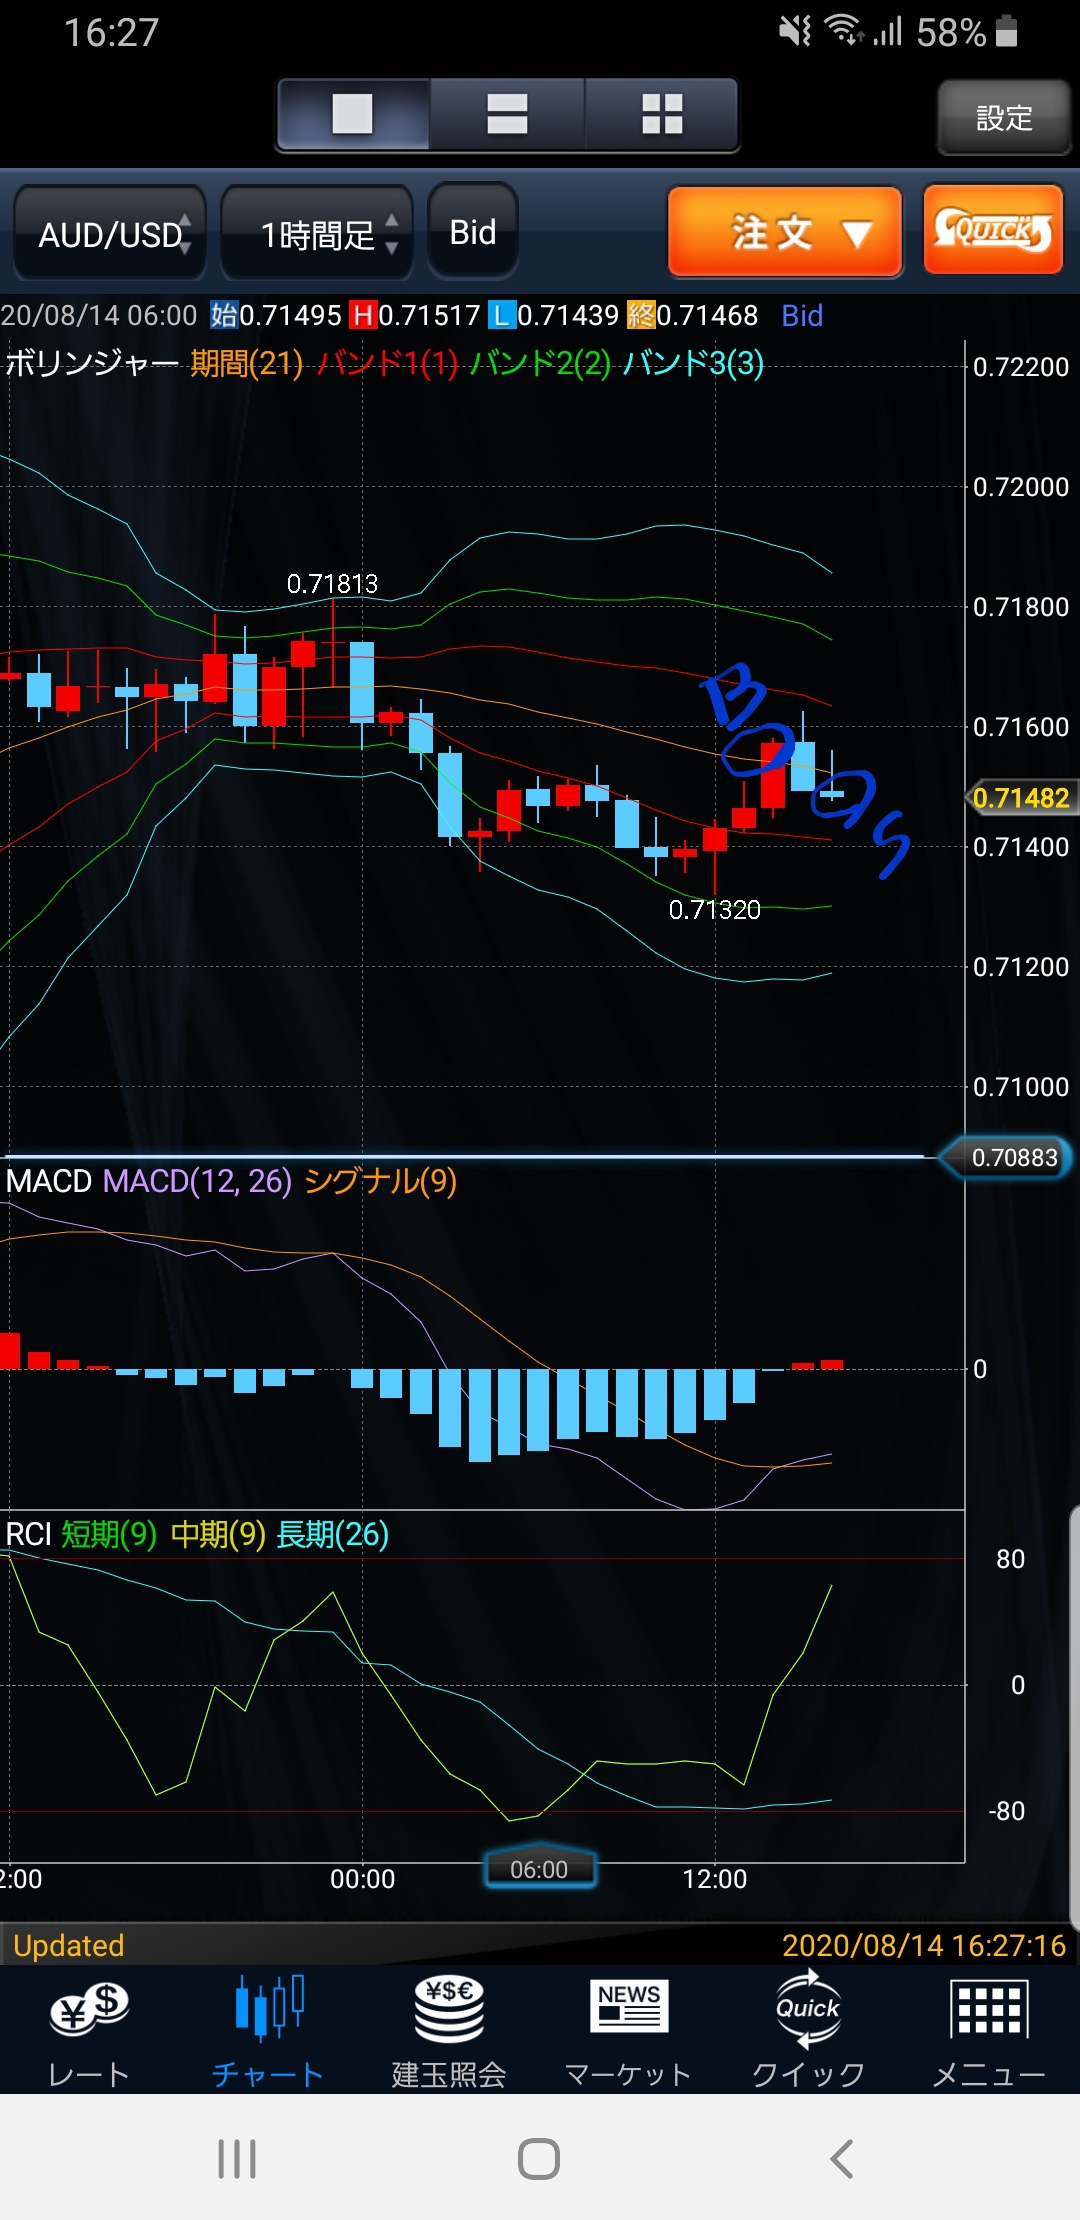 16:27 58%
設定
AUD/USD 1時間足 Bid 注文 QUICK
20/08/14 06:00 始0.71495 H0.71517 L0.71439 終0.71468 Bid
ボリンジャー 期間(21) バンド1(1) バンド2(2) バンド3(3)
0.72200
0.72000
0.71813
0.71800
B
0.71600
0.71482
S
0.71400
0.71320
0.71200
0.71000
0.70883
MACD MACD(12, 26) シグナル(9)
0
RCI 短期(9) 中期(9) 長期(26)
80
0
-80
2:00 00:00 06:00 12:00
Updated 2020/08/14 16:27:16
¥$ ¥$€ NEWS Quick
レート チャート 建玉照会 マーケット クイック メニュー